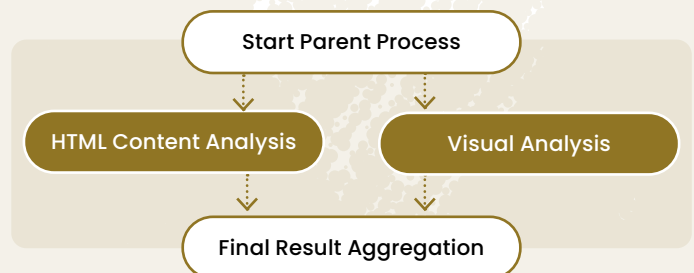 Start Parent Process
HTML Content Analysis
Visual Analysis
Final Result Aggregation